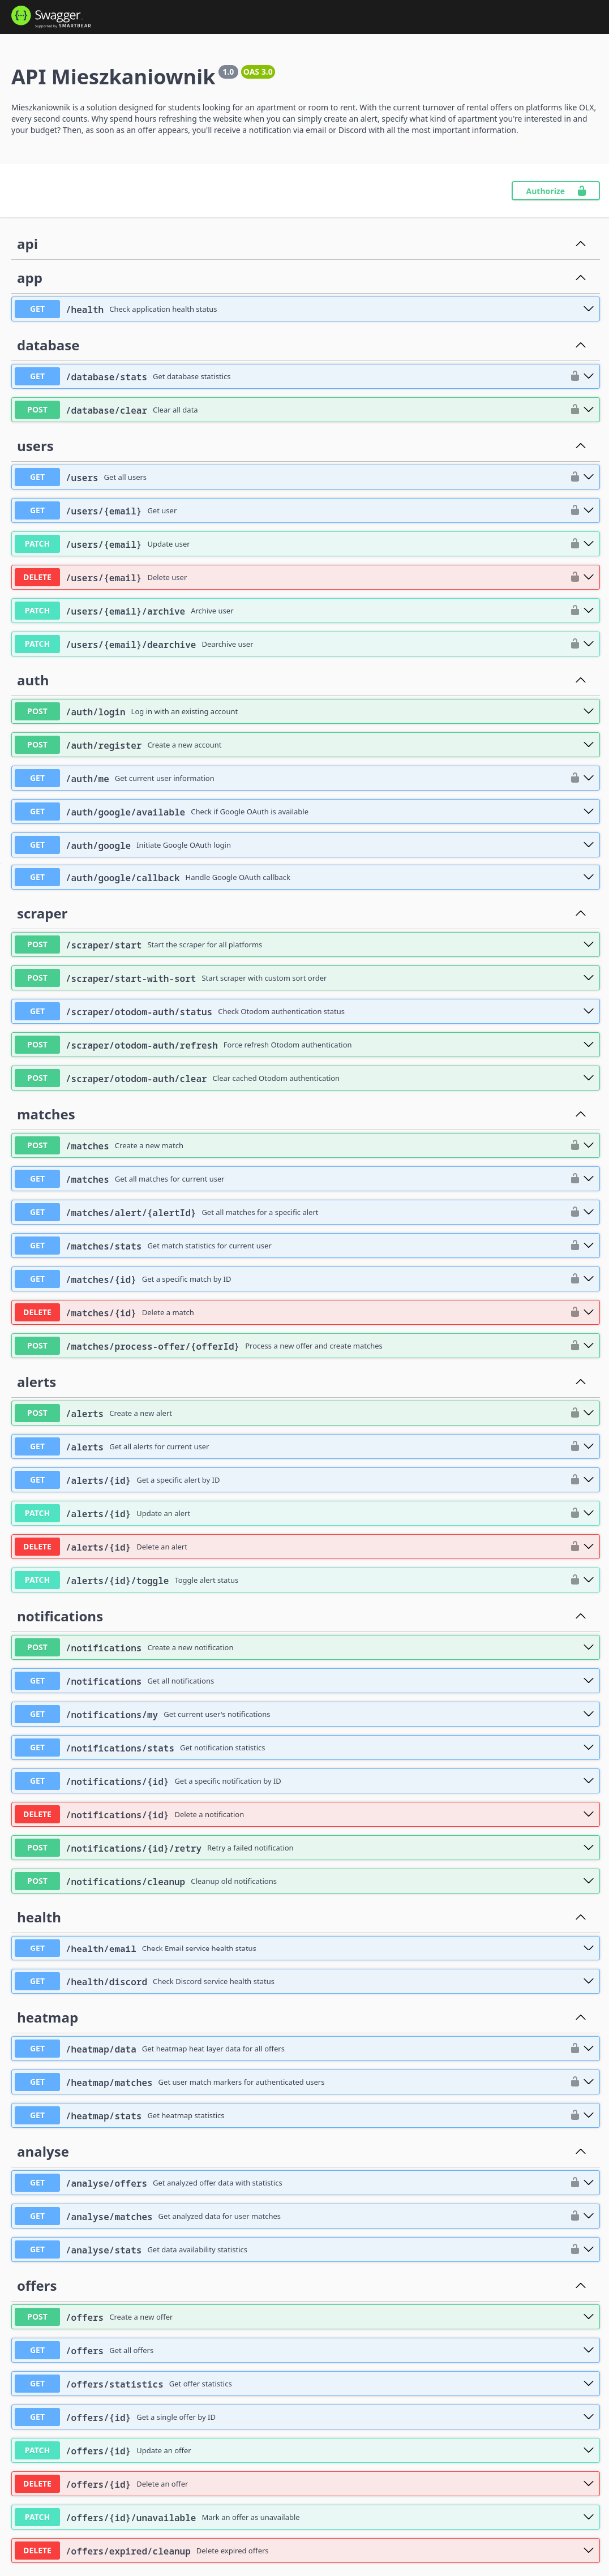 Swagger
Supported by SMARTBEAR
API Mieszkaniownik 1.0 OAS 3.0
Mieszkaniownik is a solution designed for students looking for an apartment or room to rent. With the current turnover of rental offers on platforms like OLX,
every second counts. Why spend hours refreshing the website when you can simply create an alert, specify what kind of apartment you're interested in and
your budget? Then, as soon as an offer appears, you'll receive a notification via email or Discord with all the most important information.
Authorize
api
app
GET /health Check application health status
database
GET /database/stats Get database statistics
POST /database/clear Clear all data
users
GET /users Get all users
GET /users/{email} Get user
PATCH /users/{email} Update user
DELETE /users/{email} Delete user
PATCH /users/{email}/archive Archive user
PATCH /users/{email}/dearchive Dearchive user
auth
POST /auth/login Log in with an existing account
POST /auth/register Create a new account
GET /auth/me Get current user information
GET /auth/google/available Check if Google OAuth is available
GET /auth/google Initiate Google OAuth login
GET /auth/google/callback Handle Google OAuth callback
scraper
POST /scraper/start Start the scraper for all platforms
POST /scraper/start-with-sort Start scraper with custom sort order
GET /scraper/otodom-auth/status Check Otodom authentication status
POST /scraper/otodom-auth/refresh Force refresh Otodom authentication
POST /scraper/otodom-auth/clear Clear cached Otodom authentication
matches
POST /matches Create a new match
GET /matches Get all matches for current user
GET /matches/alert/{alertId} Get all matches for a specific alert
GET /matches/stats Get match statistics for current user
GET /matches/{id} Get a specific match by ID
DELETE /matches/{id} Delete a match
POST /matches/process-offer/{offerId} Process a new offer and create matches
alerts
POST /alerts Create a new alert
GET /alerts Get all alerts for current user
GET /alerts/{id} Get a specific alert by ID
PATCH /alerts/{id} Update an alert
DELETE /alerts/{id} Delete an alert
PATCH /alerts/{id}/toggle Toggle alert status
notifications
POST /notifications Create a new notification
GET /notifications Get all notifications
GET /notifications/my Get current user's notifications
GET /notifications/stats Get notification statistics
GET /notifications/{id} Get a specific notification by ID
DELETE /notifications/{id} Delete a notification
POST /notifications/{id}/retry Retry a failed notification
POST /notifications/cleanup Cleanup old notifications
health
GET /health/email Check Email service health status
GET /health/discord Check Discord service health status
heatmap
GET /heatmap/data Get heatmap heat layer data for all offers
GET /heatmap/matches Get user match markers for authenticated users
GET /heatmap/stats Get heatmap statistics
analyse
GET /analyse/offers Get analyzed offer data with statistics
GET /analyse/matches Get analyzed data for user matches
GET /analyse/stats Get data availability statistics
offers
POST /offers Create a new offer
GET /offers Get all offers
GET /offers/statistics Get offer statistics
GET /offers/{id} Get a single offer by ID
PATCH /offers/{id} Update an offer
DELETE /offers/{id} Delete an offer
PATCH /offers/{id}/unavailable Mark an offer as unavailable
DELETE /offers/expired/cleanup Delete expired offers